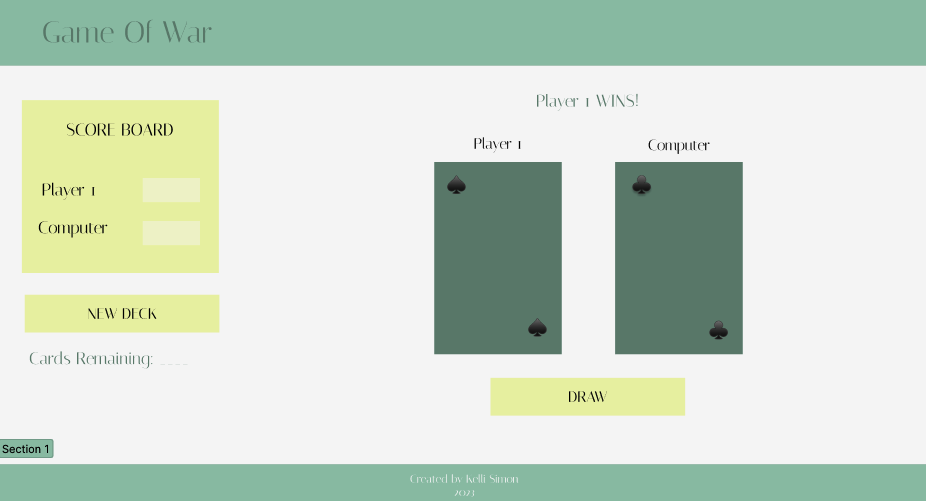 Game Of War
Player 1 WINS!
SCORE BOARD
Player 1
Computer
Player 1
Computer
NEW DECK
Cards Remaining: ____
DRAW
Section 1
Created by Kelli Simon
2023